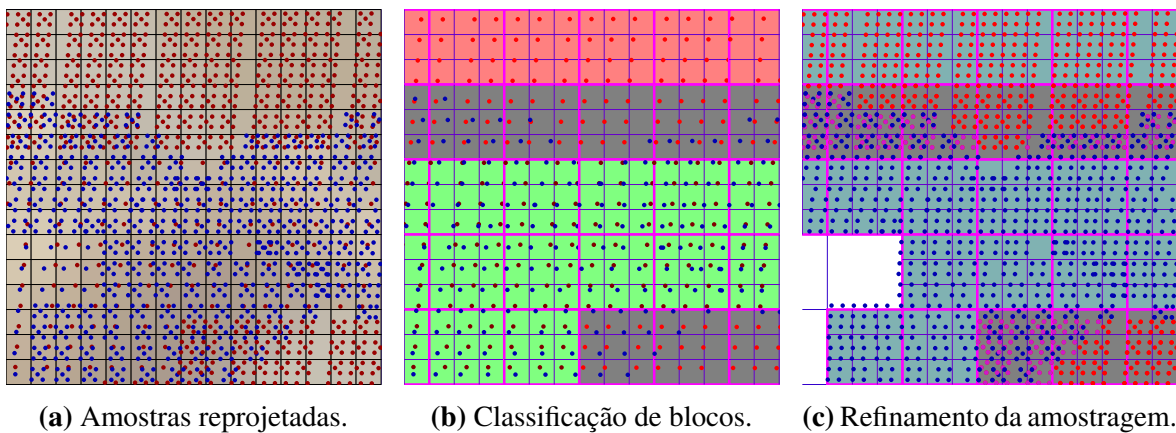 (a) Amostras reprojetadas.
(b) Classificação de blocos.
(c) Refinamento da amostragem.